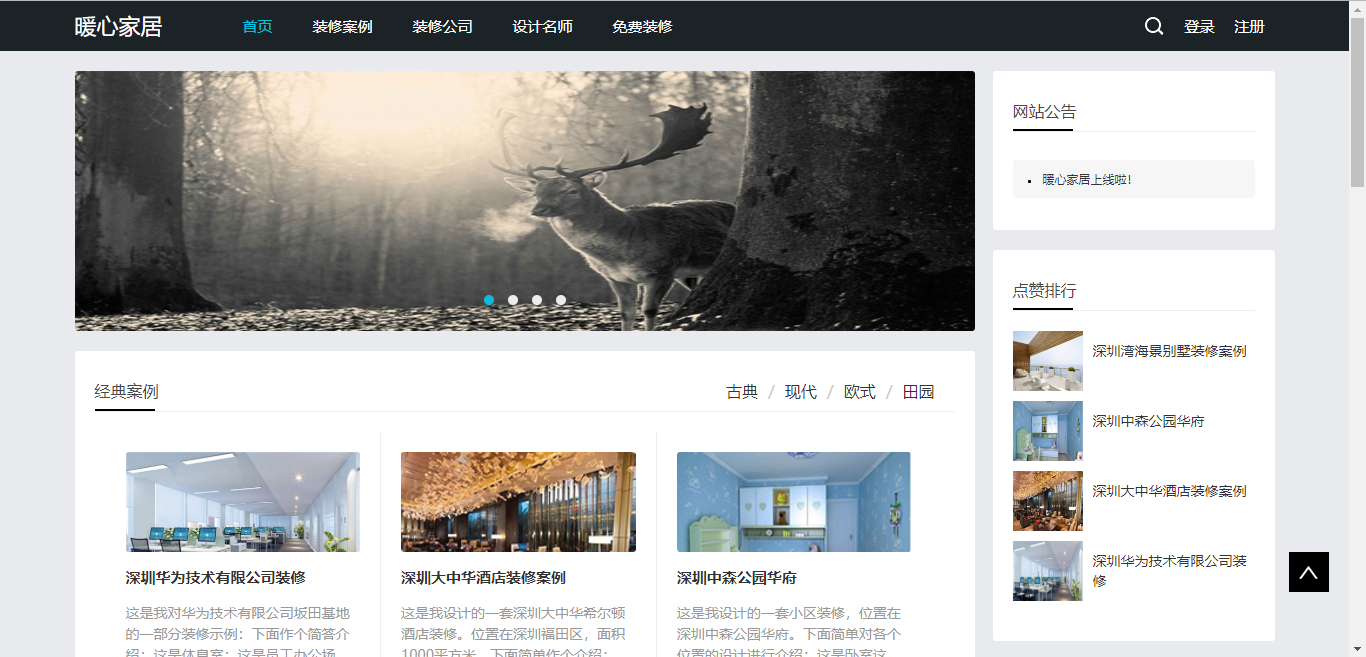 暖心家居 首页 装修案例 装修公司 设计名师 免费装修 登录 注册
网站公告
暖心家居上线啦！
点赞排行
深圳湾海景别墅装修案例
深圳中森公园华府
深圳大中华酒店装修案例
深圳华为技术有限公司装
修
经典案例 古典 / 现代 / 欧式 / 田园
深圳华为技术有限公司装修
这是我对华为技术有限公司坂田基地
的一部分装修示例：下面作个简答介
绍：这是休息室：这是员工办公场
深圳大中华酒店装修案例
这是我设计的一套深圳大中华希尔顿
酒店装修。位置在深圳福田区，面积
1000平方米，下面简单作个介绍：
深圳中森公园华府
这是我设计的一套小区装修，位置在
深圳中森公园华府。下面简单对各个
位置的设计进行介绍：这是卧室这